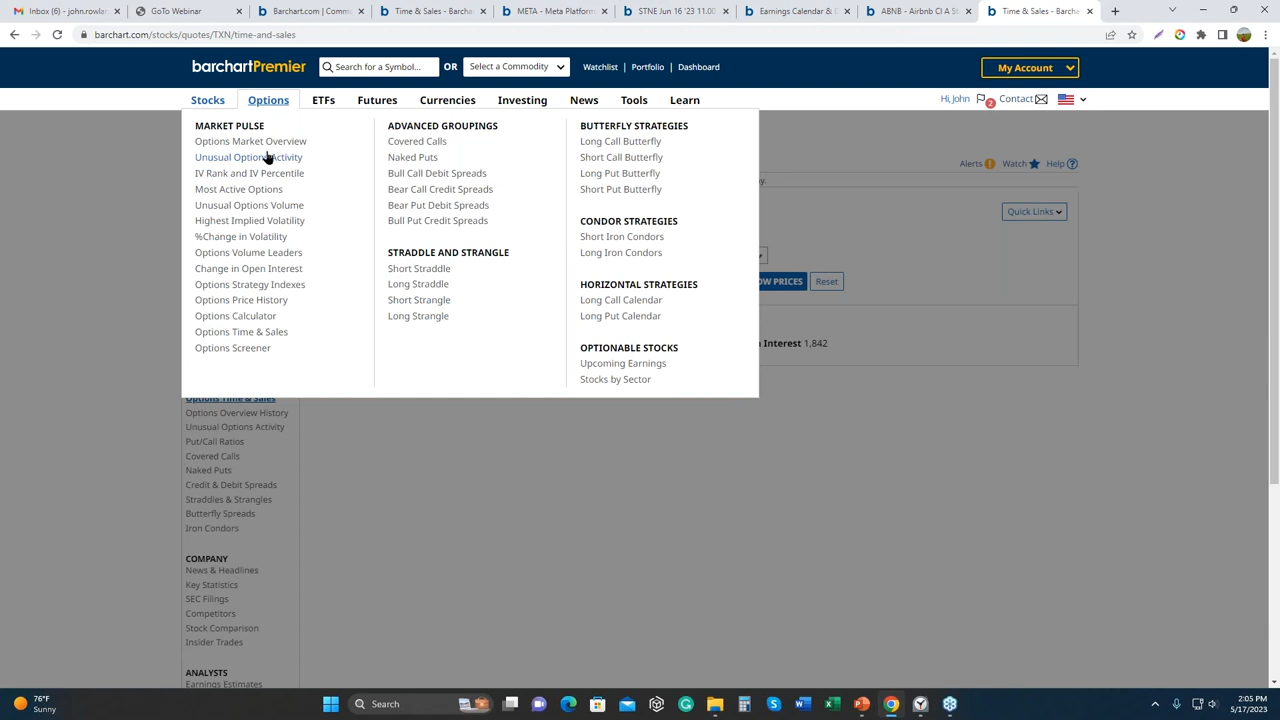 Inbox (6) - john.rowlan
GoTo Webinar
Barchart.com | Comm
Time & Sales - Barcha
META - Meta Platform
STNE Jun 16 '23 11.00
Earnings Calendar & E
ABNB - Airbnb Cl A St
Time & Sales - Barchar
barchart.com/stocks/quotes/TXN/time-and-sales
barchartPremier
Search for a Symbol...
OR
Select a Commodity
Watchlist
Portfolio
Dashboard
My Account
Stocks
Options
ETFs
Futures
Currencies
Investing
News
Tools
Learn
Hi, John
2
Contact
MARKET PULSE
Options Market Overview
Unusual Options Activity
IV Rank and IV Percentile
Most Active Options
Unusual Options Volume
Highest Implied Volatility
%Change in Volatility
Options Volume Leaders
Change in Open Interest
Options Strategy Indexes
Options Price History
Options Calculator
Options Time & Sales
Options Screener
ADVANCED GROUPINGS
Covered Calls
Naked Puts
Bull Call Debit Spreads
Bear Call Credit Spreads
Bear Put Debit Spreads
Bull Put Credit Spreads
STRADDLE AND STRANGLE
Short Straddle
Long Straddle
Short Strangle
Long Strangle
BUTTERFLY STRATEGIES
Long Call Butterfly
Short Call Butterfly
Long Put Butterfly
Short Put Butterfly
CONDOR STRATEGIES
Short Iron Condors
Long Iron Condors
HORIZONTAL STRATEGIES
Long Call Calendar
Long Put Calendar
OPTIONABLE STOCKS
Upcoming Earnings
Stocks by Sector
Alerts
Watch
Help
y.
Quick Links
OW PRICES
Reset
n Interest 1,842
Options Time & Sales
Options Overview History
Unusual Options Activity
Put/Call Ratios
Covered Calls
Naked Puts
Credit & Debit Spreads
Straddles & Strangles
Butterfly Spreads
Iron Condors
COMPANY
News & Headlines
Key Statistics
SEC Filings
Competitors
Stock Comparison
Insider Trades
ANALYSTS
Earnings Estimates
76°F
Sunny
Search
2:05 PM
5/17/2023